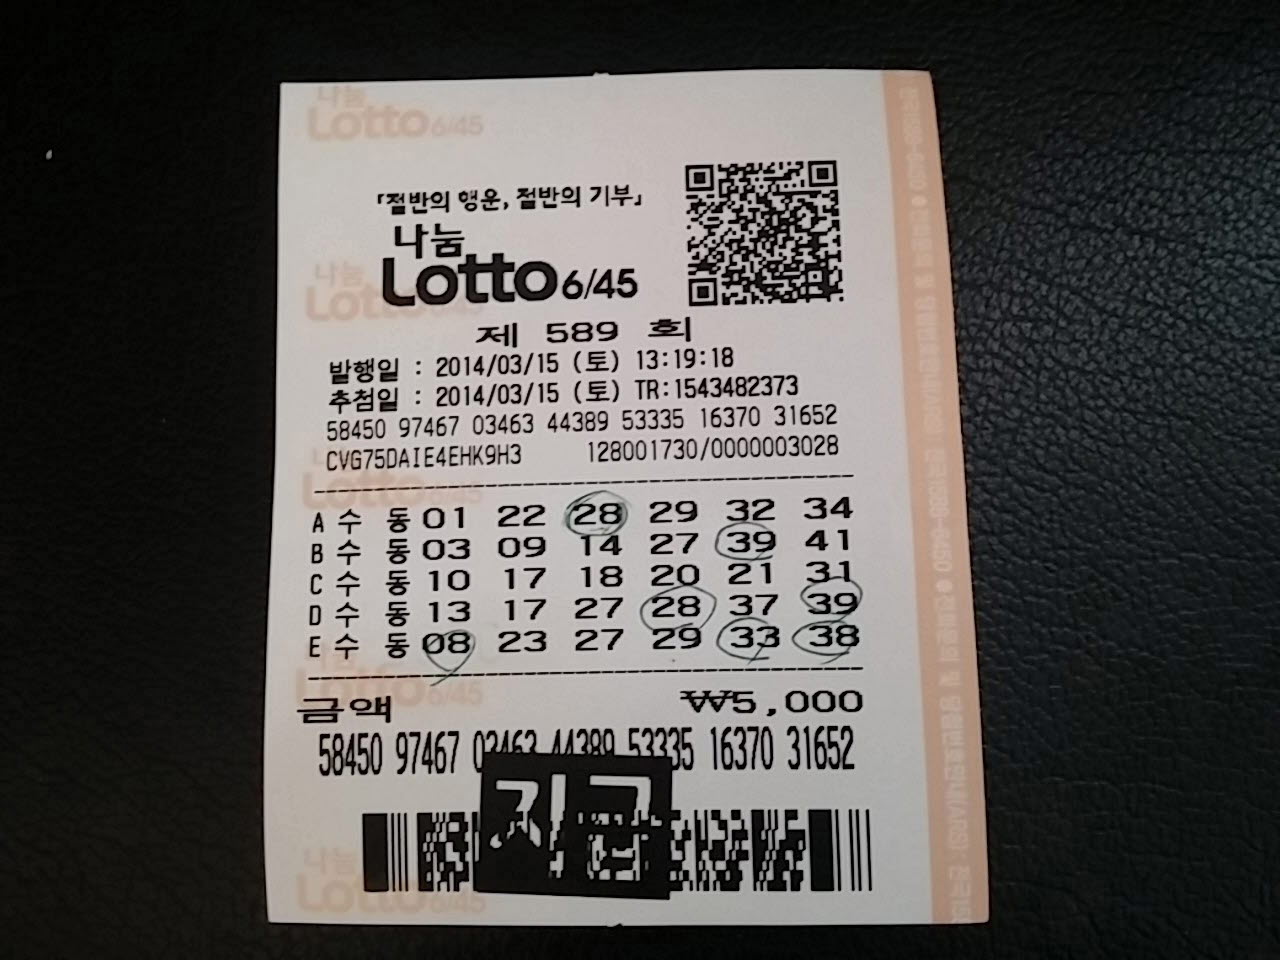 나눔
Lotto 6/45
「절반의 행운, 절반의 기부」
나눔
Lotto 6/45
제 589 회
발행일 : 2014/03/15 (토) 13:19:18
추첨일 : 2014/03/15 (토) TR:1543482373
58450 97467 03463 44389 53335 16370 31652
CVG75DAIE4EHK9H3 128001730/0000003028
A 수 동 01 22 28 29 32 34
B 수 동 03 09 14 27 39 41
C 수 동 10 17 18 20 21 31
D 수 동 13 17 27 28 37 39
E 수 동 08 23 27 29 33 38
금액 ₩5,000
58450 97467 03463 44389 53335 16370 31652
지급
나눔
Lotto 6/45